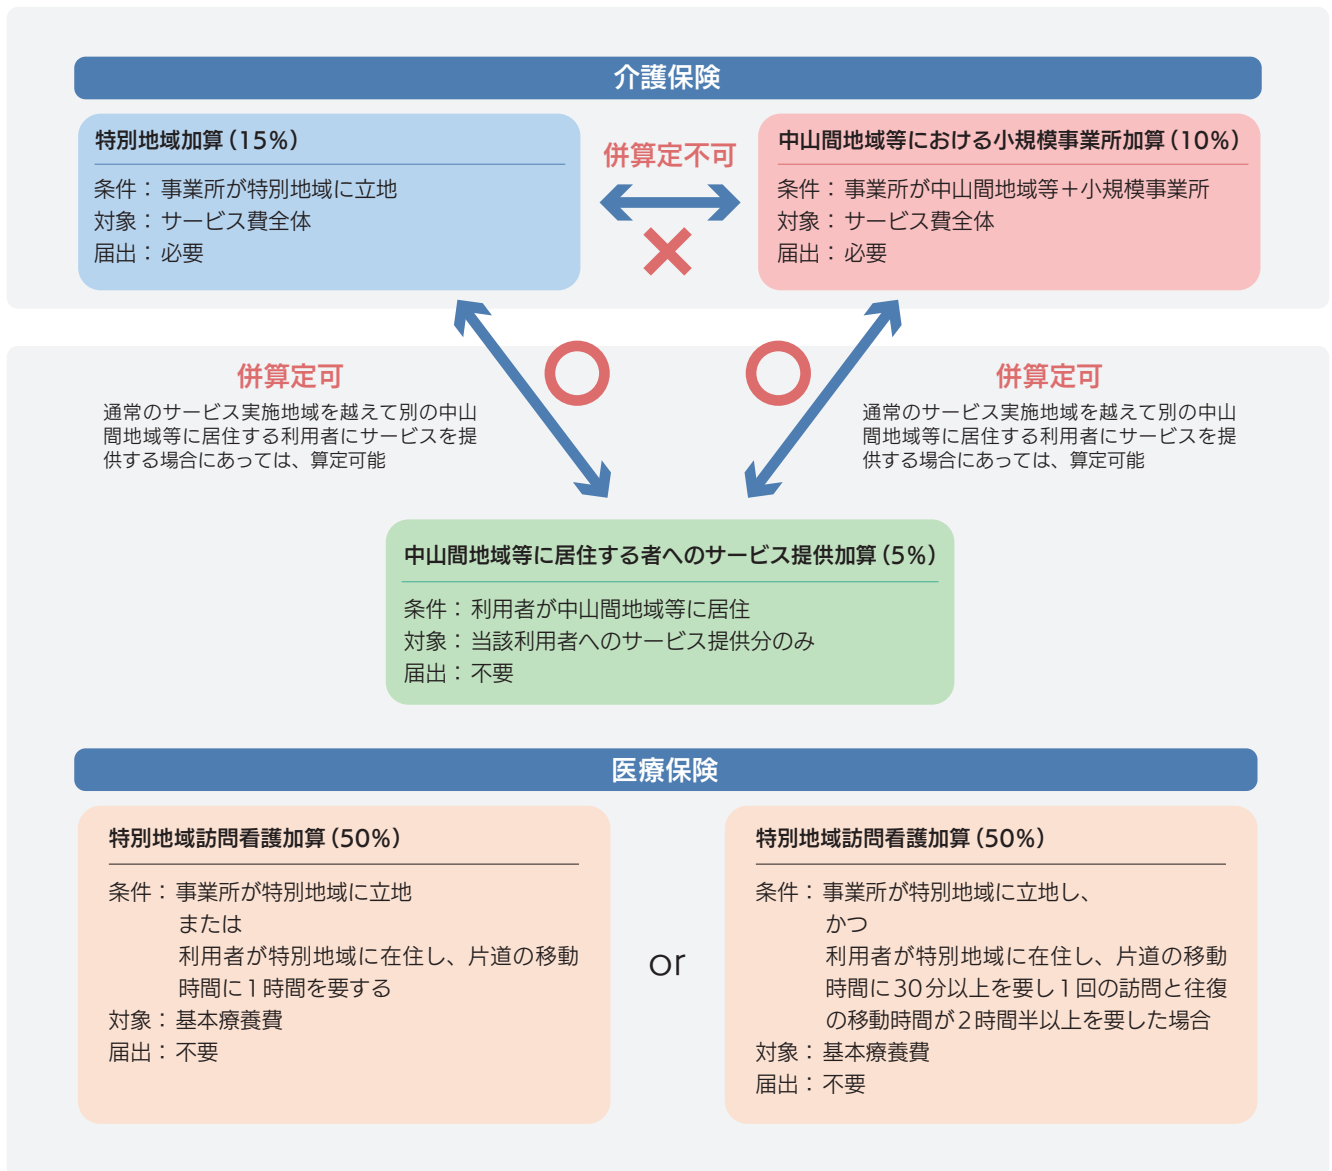 介護保険
特別地域加算（15%）
条件：事業所が特別地域に立地
対象：サービス費全体
届出：必要
併算定不可
中山間地域等における小規模事業所加算（10%）
条件：事業所が中山間地域等＋小規模事業所
対象：サービス費全体
届出：必要
併算定可
通常のサービス実施地域を越えて別の中山
間地域等に居住する利用者にサービスを提
供する場合にあっては、算定可能
併算定可
通常のサービス実施地域を越えて別の中山
間地域等に居住する利用者にサービスを提
供する場合にあっては、算定可能
中山間地域等に居住する者へのサービス提供加算（5%）
条件：利用者が中山間地域等に居住
対象：当該利用者へのサービス提供分のみ
届出：不要
医療保険
特別地域訪問看護加算（50%）
条件：事業所が特別地域に立地
または
利用者が特別地域に在住し、片道の移動
時間に1時間を要する
対象：基本療養費
届出：不要
or
特別地域訪問看護加算（50%）
条件：事業所が特別地域に立地し、
かつ
利用者が特別地域に在住し、片道の移動
時間に30分以上を要し1回の訪問と往復
の移動時間が2時間半以上を要した場合
対象：基本療養費
届出：不要